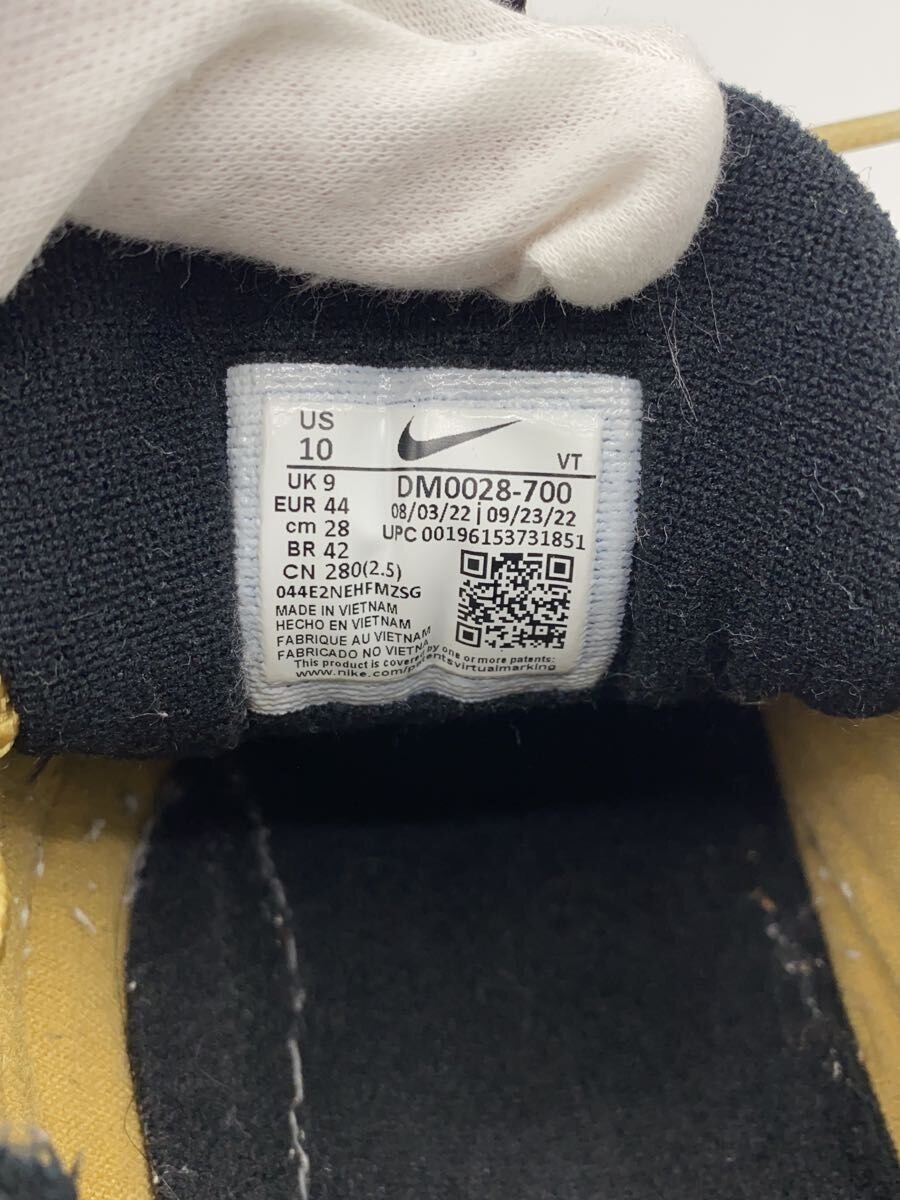 US
10
VT
UK 9
EUR 44
cm 28
BR 42
CN 280(2.5)
DM0028-700
08/03/22 | 09/23/22
UPC 00196153731851
044E2NEHFMZSG
MADE IN VIETNAM
HECHO EN VIETNAM
FABRIQUE AU VIETNAM
FABRICADO NO VIETNA
This product is covered by one or more patents:
www.nike.com/patentsvirtualmarking